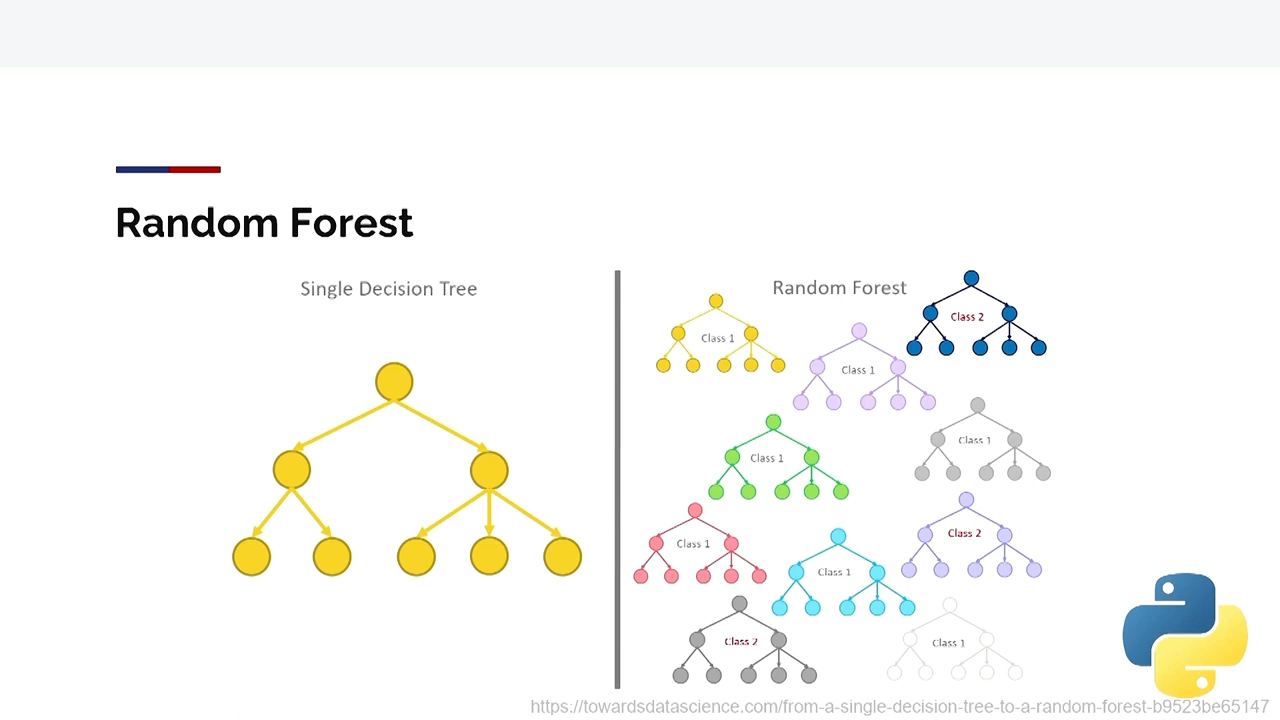 Random Forest
Single Decision Tree
Random Forest
Class 2
Class 1
Class 1
Class 1
Class 1
Class 2
Class 1
Class 1
Class 2
Class 1
https://towardsdatascience.com/from-a-single-decision-tree-to-a-random-forest-b9523be65147